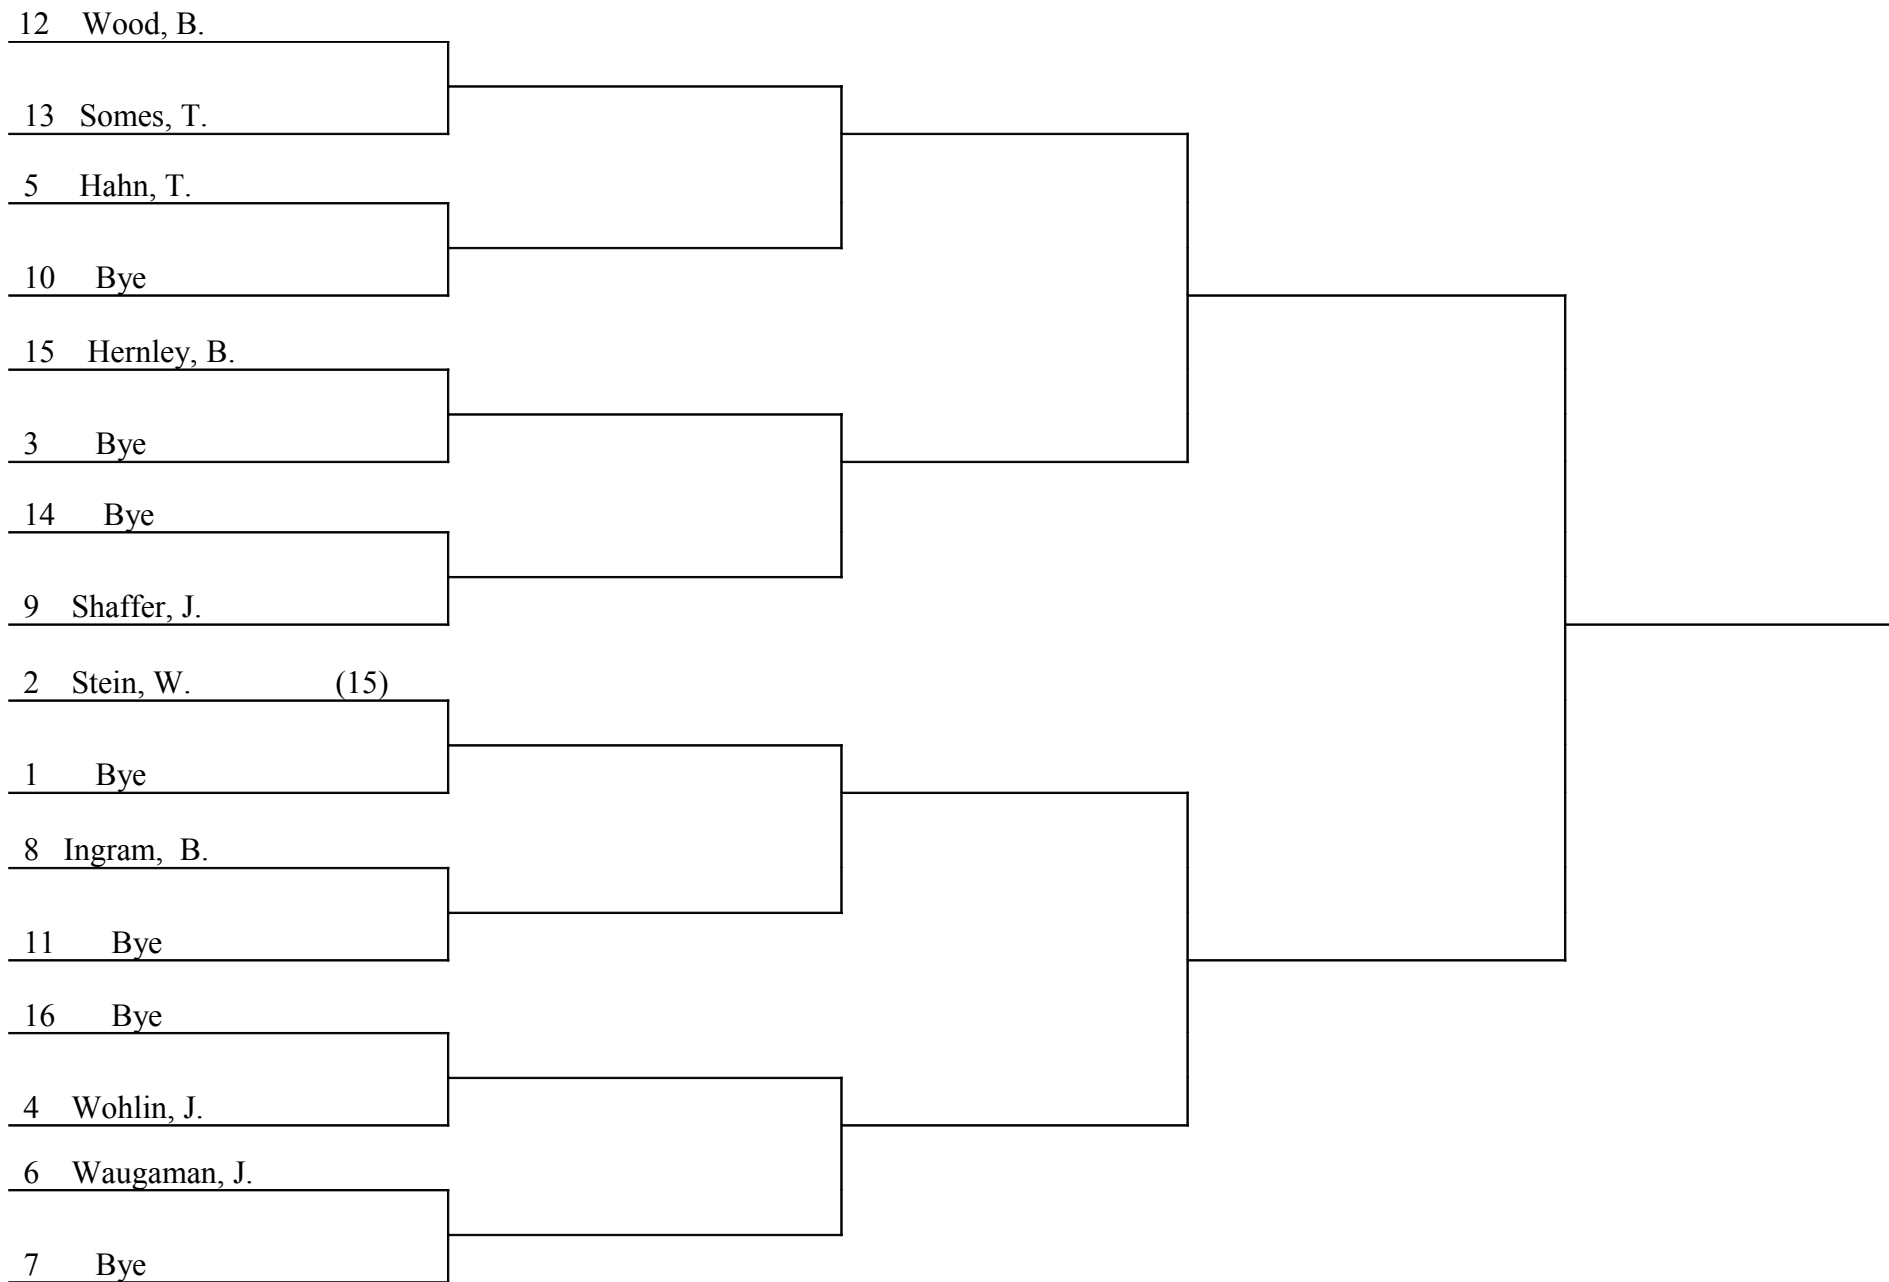 12 Wood, B.
13 Somes, T.
5 Hahn, T.
10 Bye
15 Hernley, B.
3 Bye
14 Bye
9 Shaffer, J.
2 Stein, W. (15)
1 Bye
8 Ingram, B.
11 Bye
16 Bye
4 Wohlin, J.
6 Waugaman, J.
7 Bye